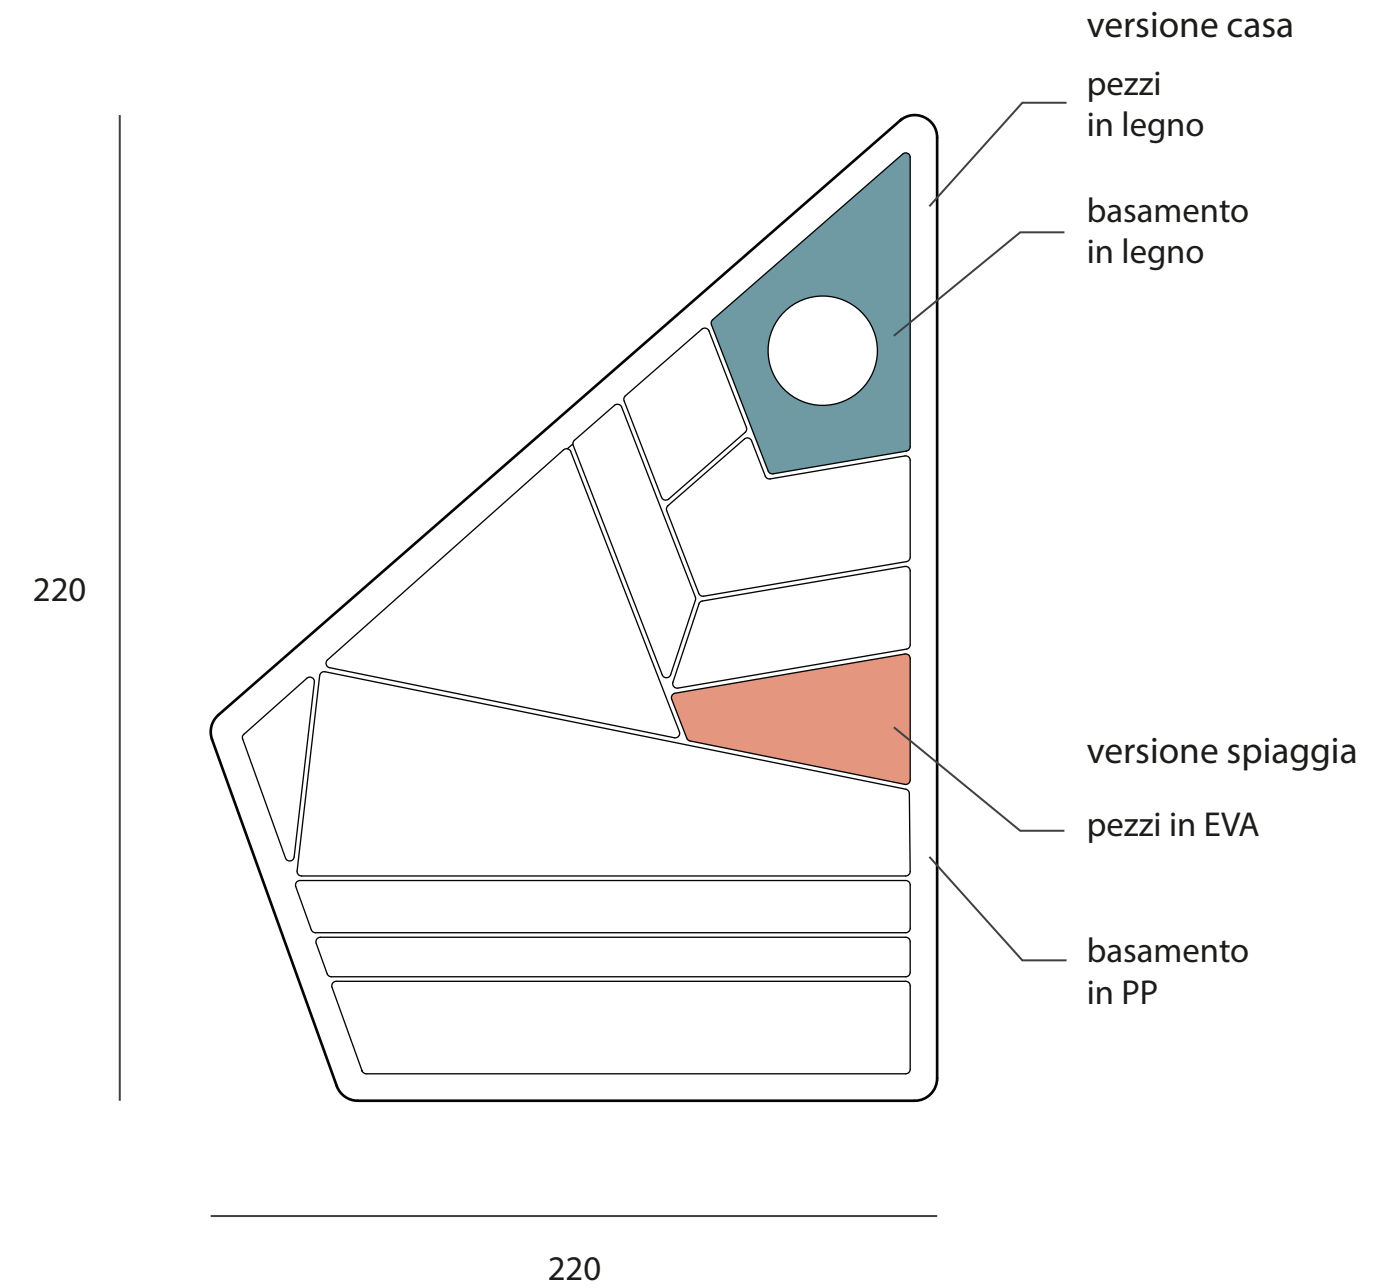 versione casa
pezzi
in legno
basamento
in legno
220
versione spiaggia
pezzi in EVA
basamento
in PP
220